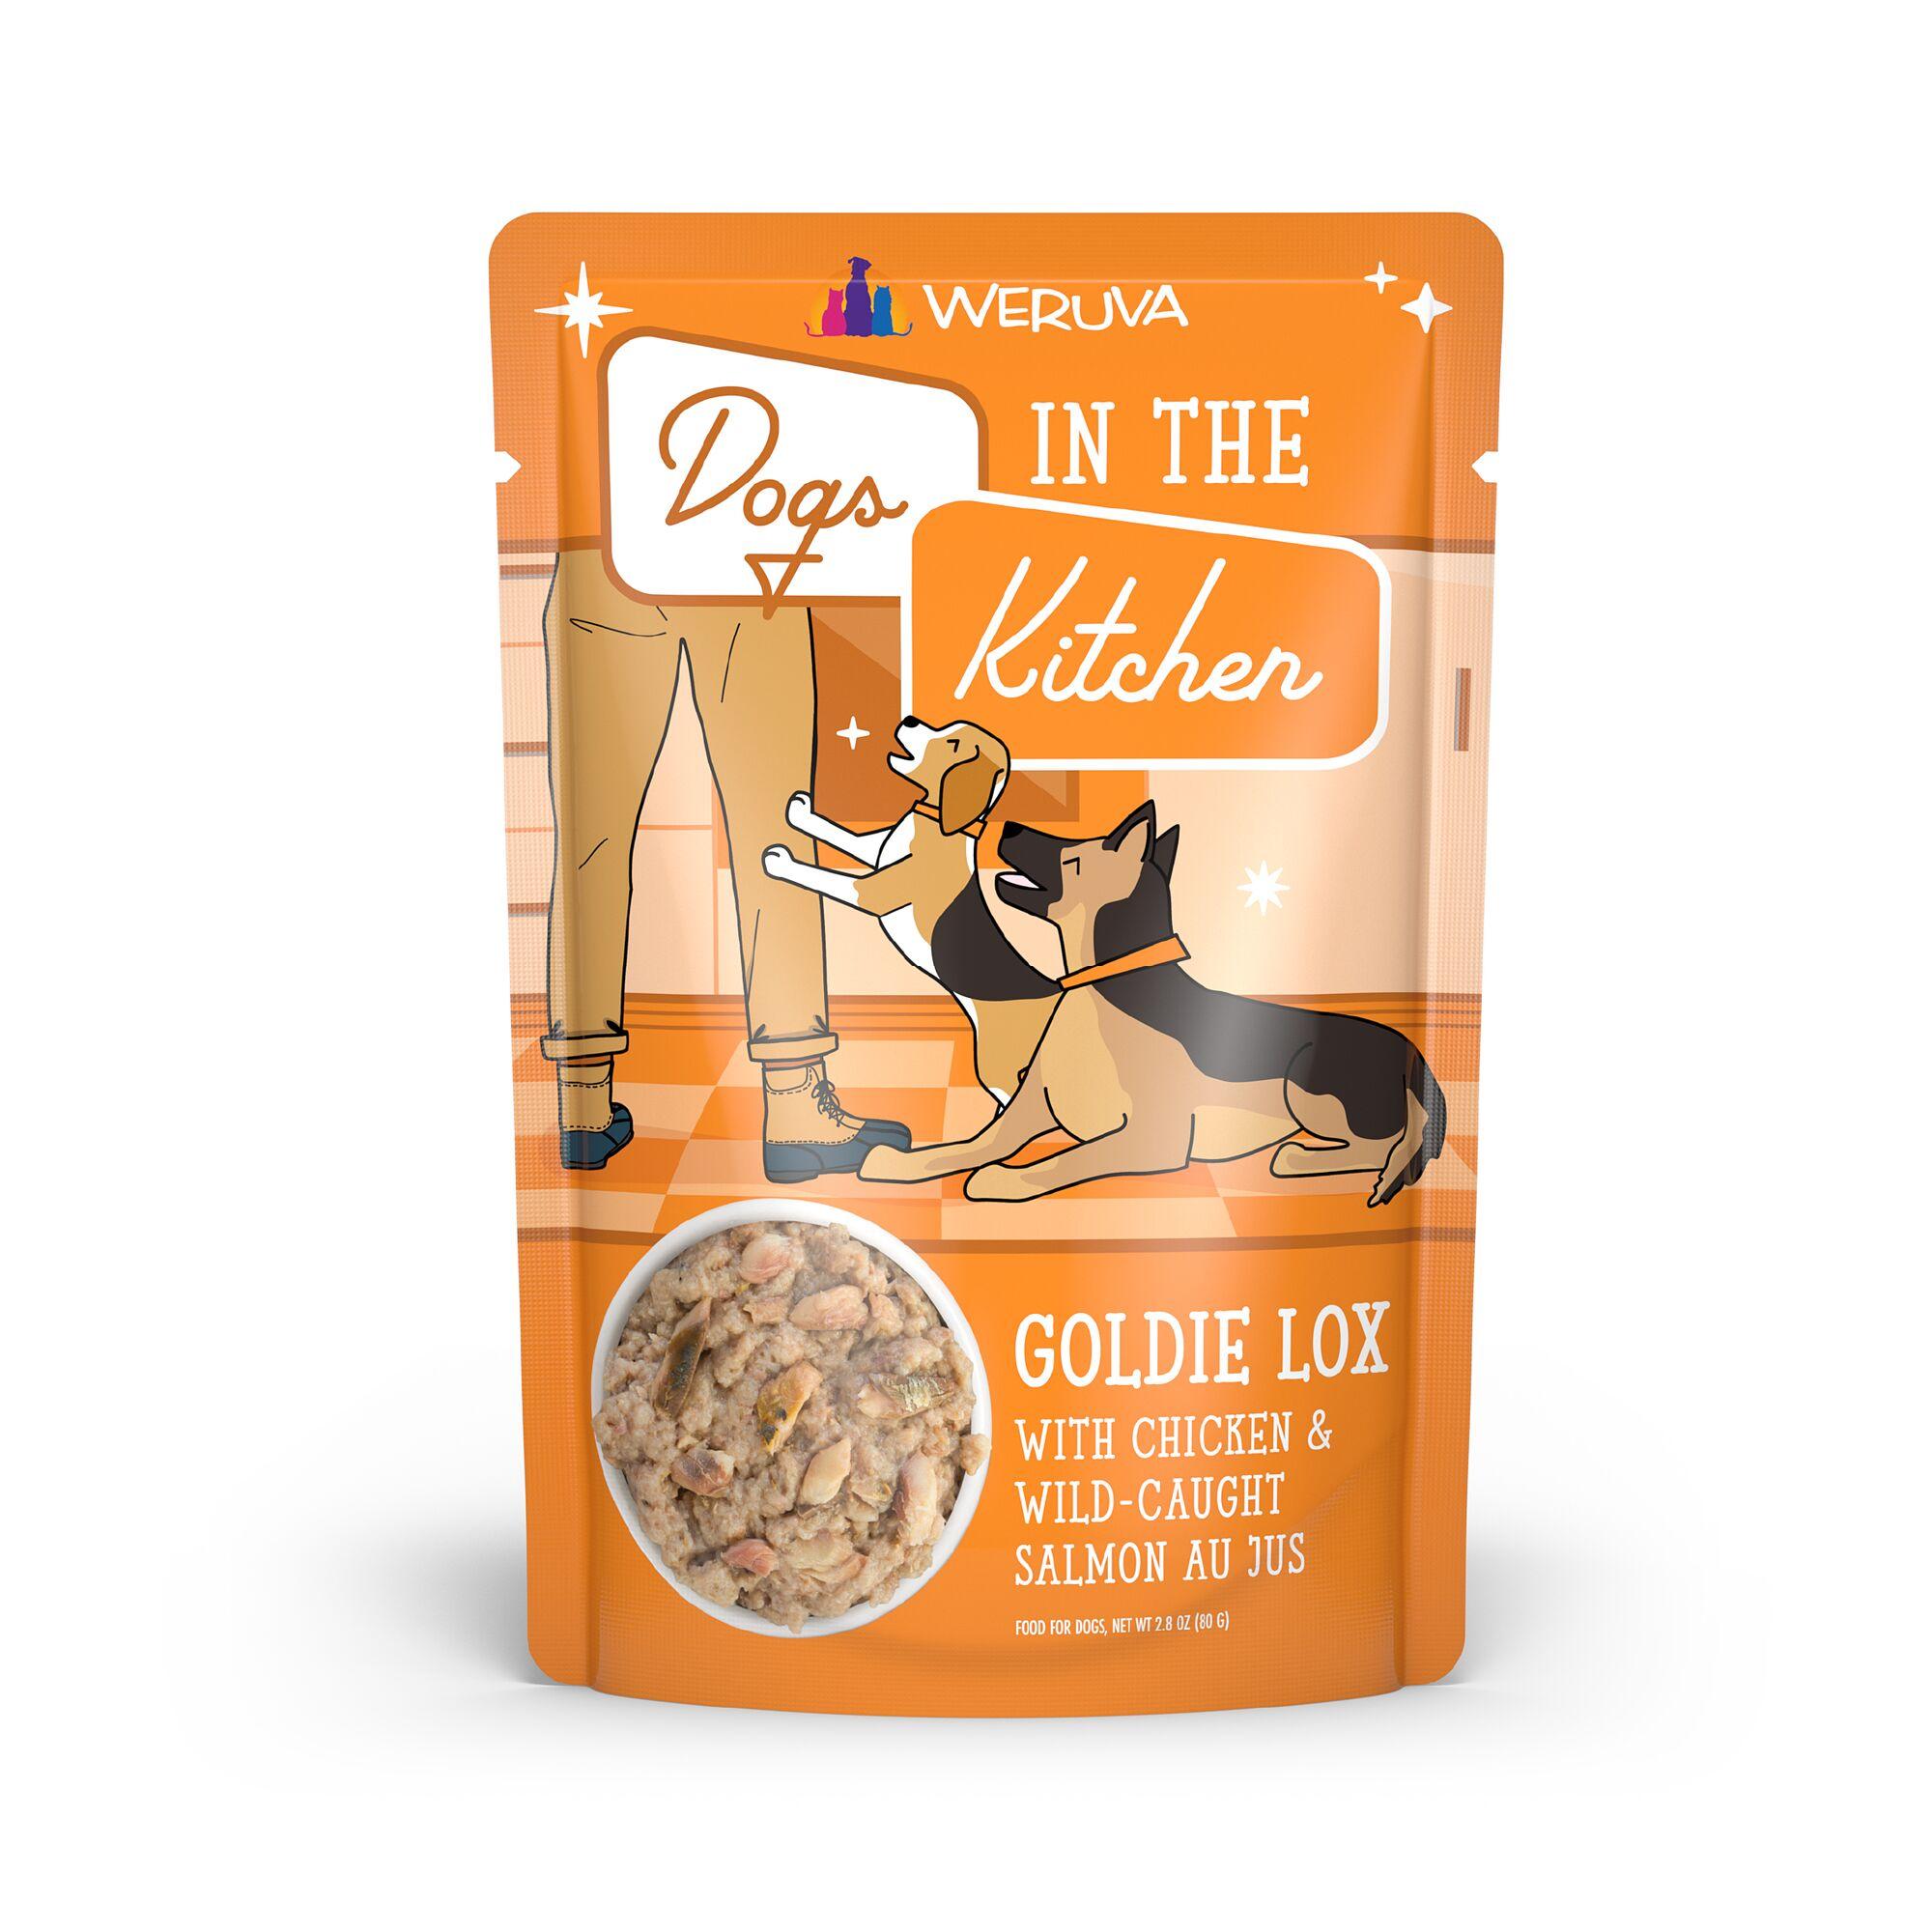 WERUVA
Dogs
IN THE
Kitchen
GOLDIE LOX
WITH CHICKEN &
WILD-CAUGHT
SALMON AU JUS
FOOD FOR DOGS, NET WT 2.8 OZ (80 G)